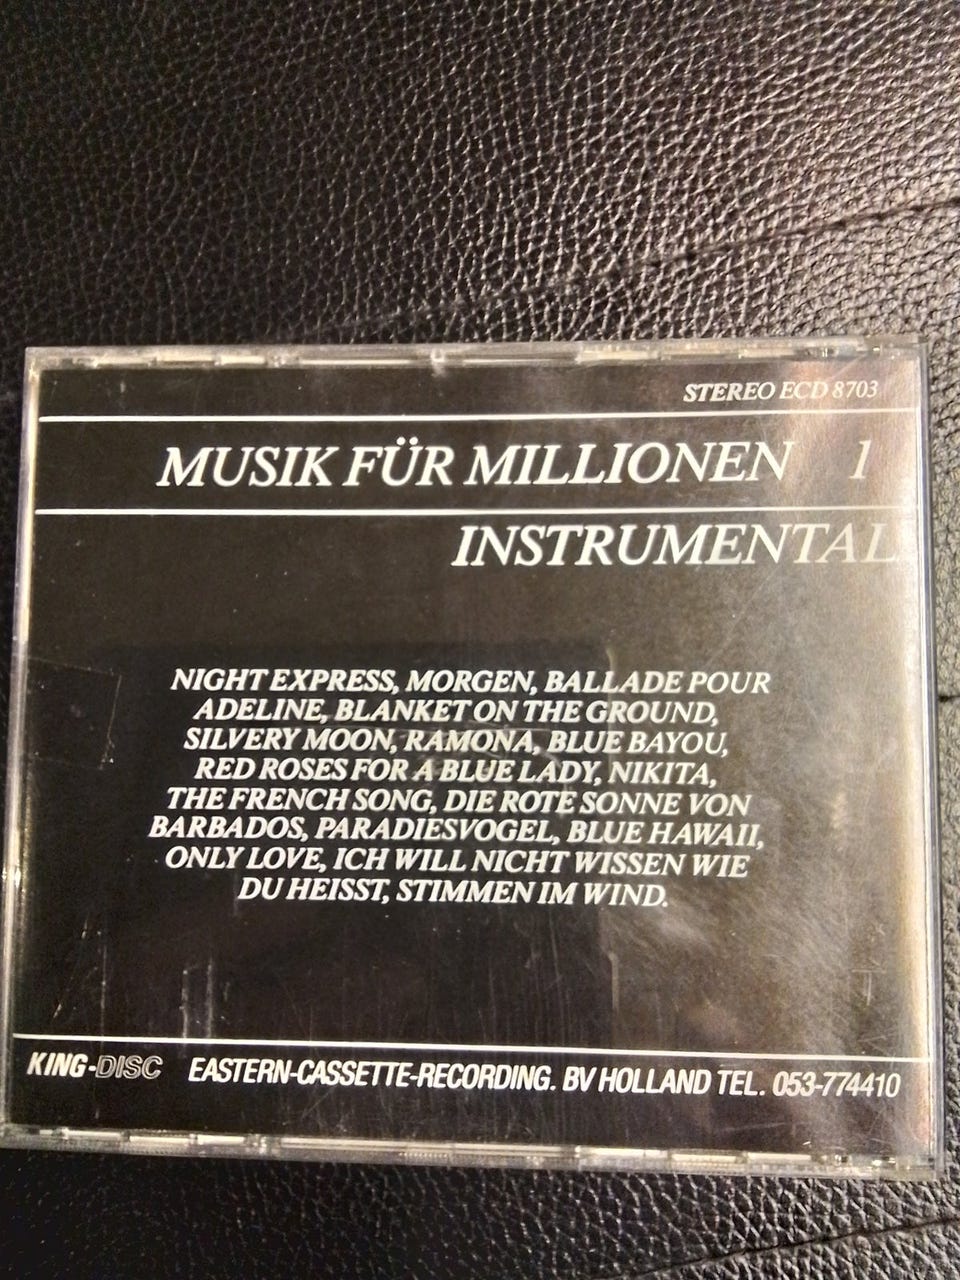 STEREO ECD 8703
MUSIK FÜR MILLIONEN 1
INSTRUMENTAL
NIGHT EXPRESS, MORGEN, BALLADE POUR
ADELINE, BLANKET ON THE GROUND,
SILVERY MOON, RAMONA, BLUE BAYOU,
RED ROSES FOR A BLUE LADY, NIKITA,
THE FRENCH SONG, DIE ROTE SONNE VON
BARBADOS, PARADIESVOGEL, BLUE HAWAII,
ONLY LOVE, ICH WILL NICHT WISSEN WIE
DU HEISST, STIMMEN IM WIND.
KING-DISC EASTERN-CASSETTE-RECORDING. BV HOLLAND TEL. 053-774410